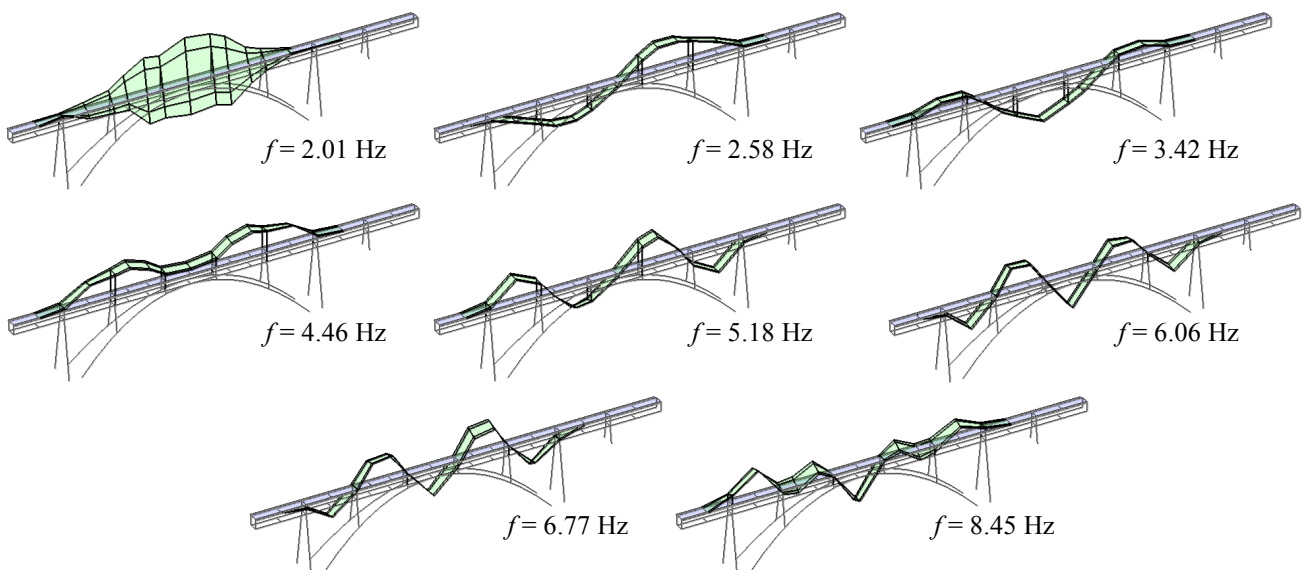 f = 2.01 Hz
f = 2.58 Hz
f = 3.42 Hz
f = 4.46 Hz
f = 5.18 Hz
f = 6.06 Hz
f = 6.77 Hz
f = 8.45 Hz